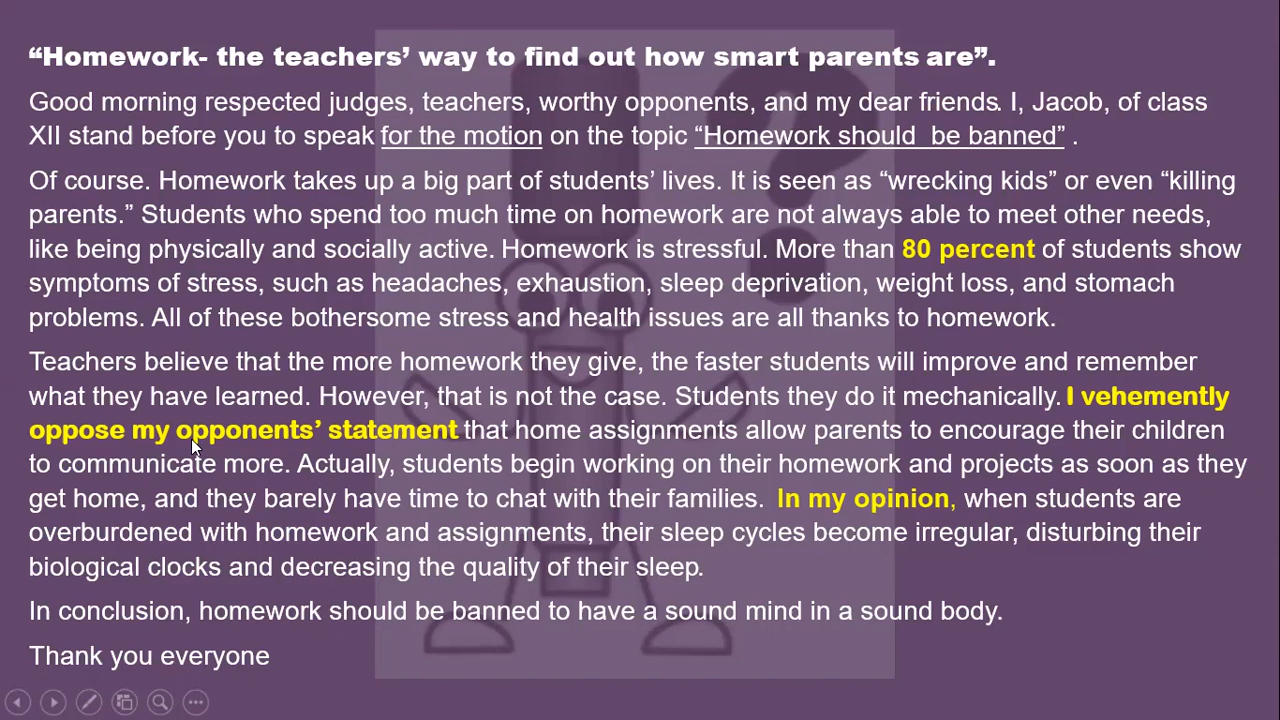 “Homework- the teachers’ way to find out how smart parents are”.
Good morning respected judges, teachers, worthy opponents, and my dear friends. I, Jacob, of class
XII stand before you to speak for the motion on the topic “Homework should  be banned” .
Of course. Homework takes up a big part of students’ lives. It is seen as “wrecking kids” or even “killing
parents.” Students who spend too much time on homework are not always able to meet other needs,
like being physically and socially active. Homework is stressful. More than 80 percent of students show
symptoms of stress, such as headaches, exhaustion, sleep deprivation, weight loss, and stomach
problems. All of these bothersome stress and health issues are all thanks to homework.
Teachers believe that the more homework they give, the faster students will improve and remember
what they have learned. However, that is not the case. Students they do it mechanically. I vehemently
oppose my opponents’ statement that home assignments allow parents to encourage their children
to communicate more. Actually, students begin working on their homework and projects as soon as they
get home, and they barely have time to chat with their families.  In my opinion, when students are
overburdened with homework and assignments, their sleep cycles become irregular, disturbing their
biological clocks and decreasing the quality of their sleep.
In conclusion, homework should be banned to have a sound mind in a sound body.
Thank you everyone